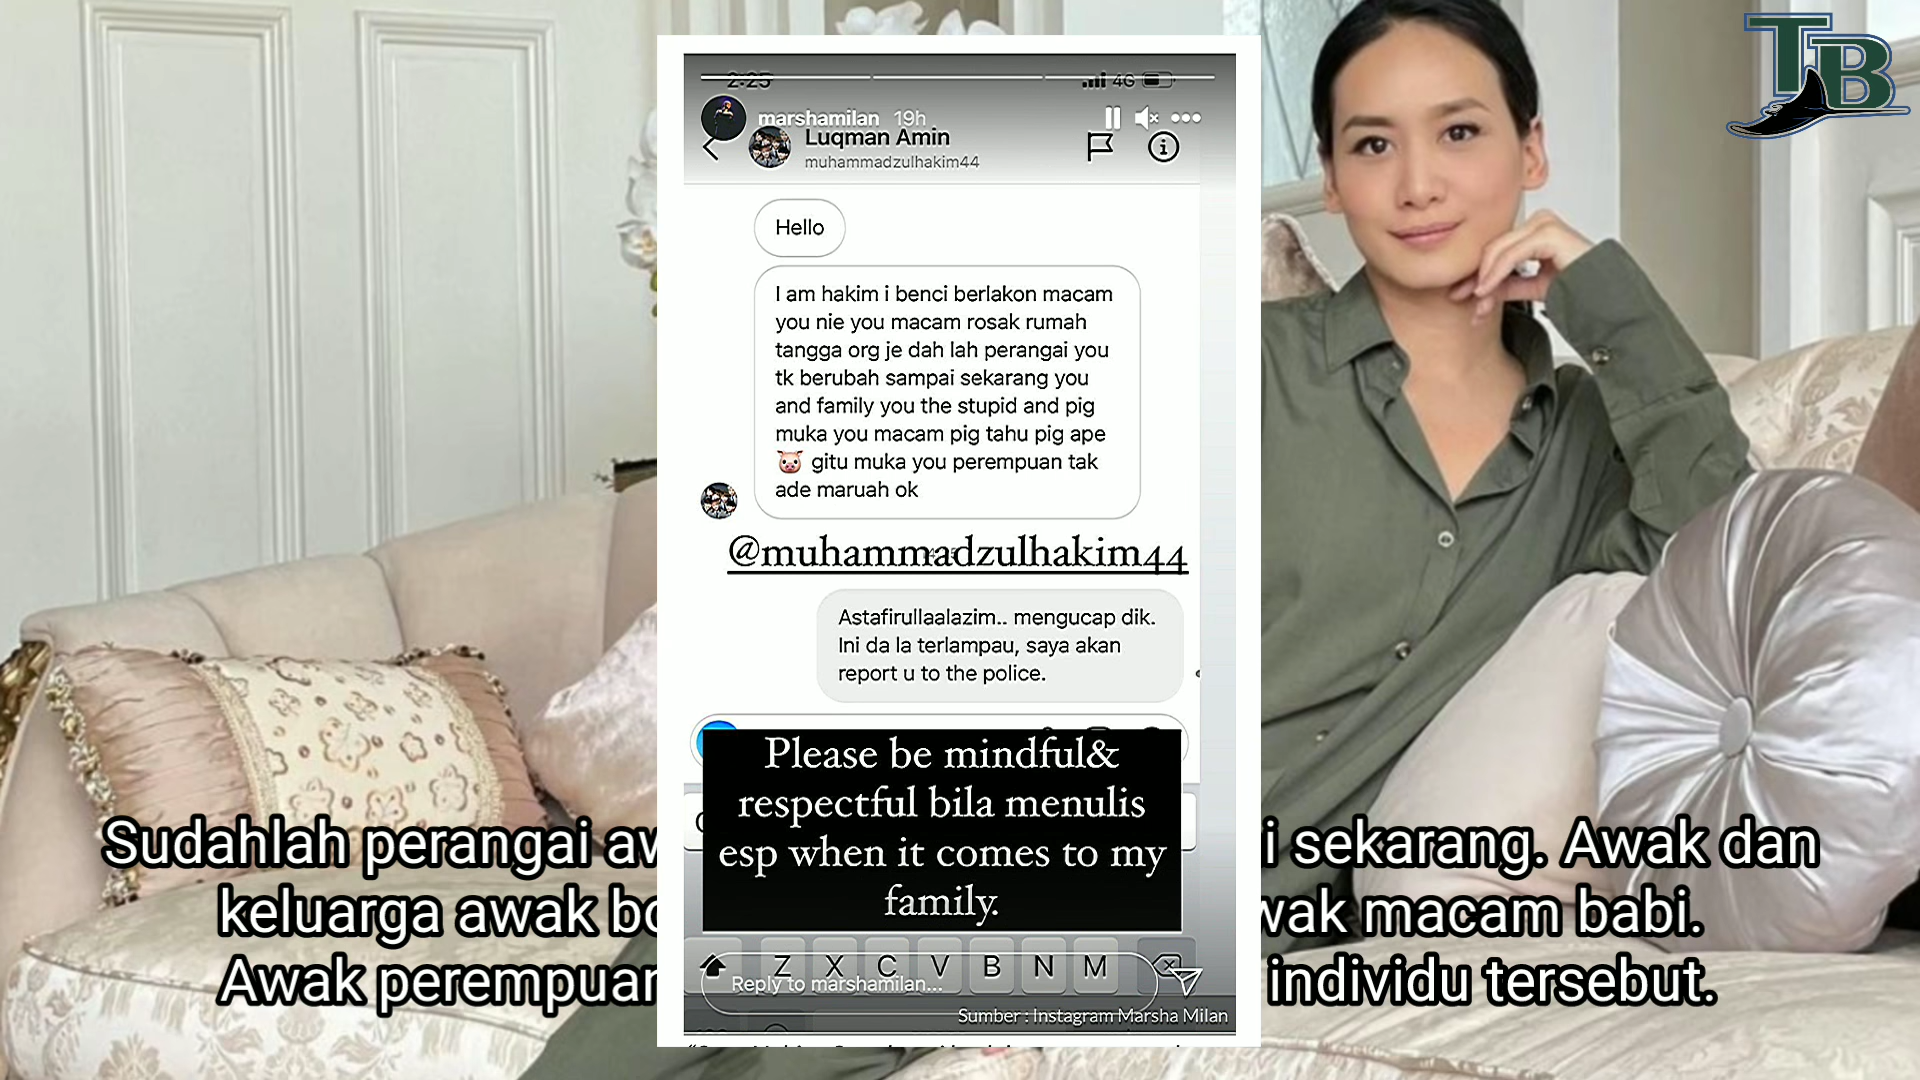 TB
2:25
4G
marshamilan 19h
Luqman Amin
muhammadzulhakim44
Hello
I am hakim i benci berlakon macam
you nie you macam rosak rumah
tangga org je dah lah perangai you
tk berubah sampai sekarang you
and family you the stupid and pig
muka you macam pig tahu pig ape
🐷 gitu muka you perempuan tak
ade maruah ok
@muhammadzulhakim44
Astafirullaalazim.. mengucap dik.
Ini da la terlampau, saya akan
report u to the police.
Please be mindful&
respectful bila menulis
esp when it comes to my
family.
Z X C V B N M
Reply to marshamilan...
Sumber : Instagram Marsha Milan
Sudahlah perangai aw i sekarang. Awak dan
keluarga awak bo wak macam babi.
Awak perempuan individu tersebut.